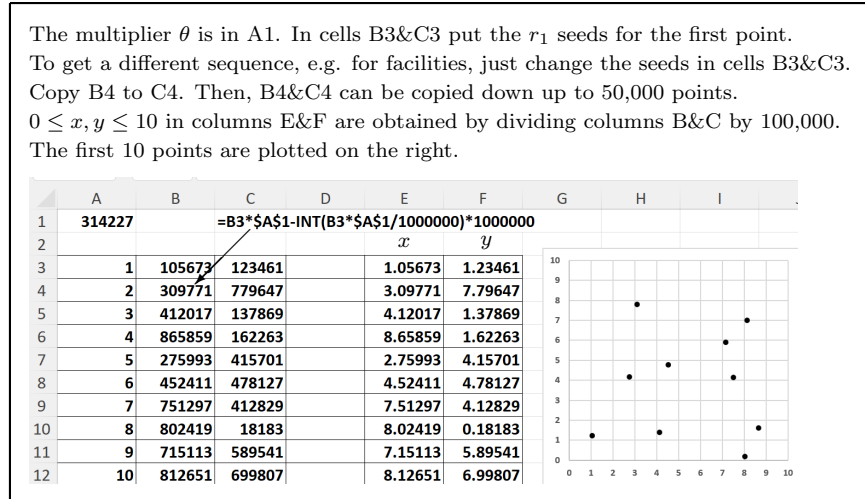 The multiplier θ is in A1. In cells B3&C3 put the r₁ seeds for the first point.
To get a different sequence, e.g. for facilities, just change the seeds in cells B3&C3.
Copy B4 to C4. Then, B4&C4 can be copied down up to 50,000 points.
0 ≤ x, y ≤ 10 in columns E&F are obtained by dividing columns B&C by 100,000.
The first 10 points are plotted on the right.
A B C D E F G H I
1 314227 =B3*$A$1-INT(B3*$A$1/1000000)*1000000
2 x y
3 1 105673 123461 1.05673 1.23461
4 2 309771 779647 3.09771 7.79647
5 3 412017 137869 4.12017 1.37869
6 4 865859 162263 8.65859 1.62263
7 5 275993 415701 2.75993 4.15701
8 6 452411 478127 4.52411 4.78127
9 7 751297 412829 7.51297 4.12829
10 8 802419 18183 8.02419 0.18183
11 9 715113 589541 7.15113 5.89541
12 10 812651 699807 8.12651 6.99807
10
9
8
7
6
5
4
3
2
1
0
0 1 2 3 4 5 6 7 8 9 10